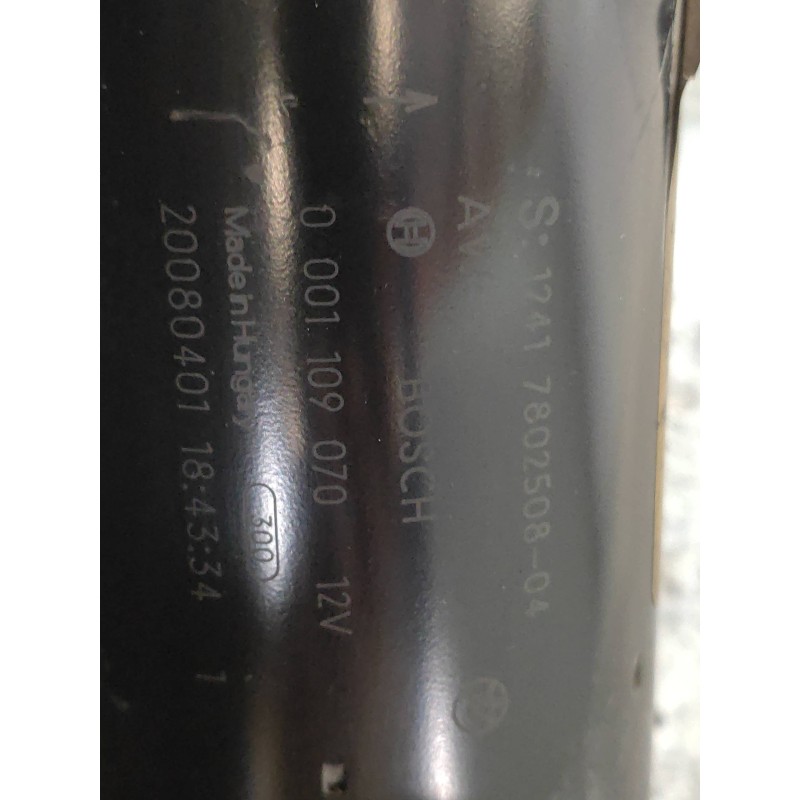 S: 1241 7802508-04
AV
BOSCH
0 001 109 070 12V
Made in Hungary 300
20080401 18:43:34 1